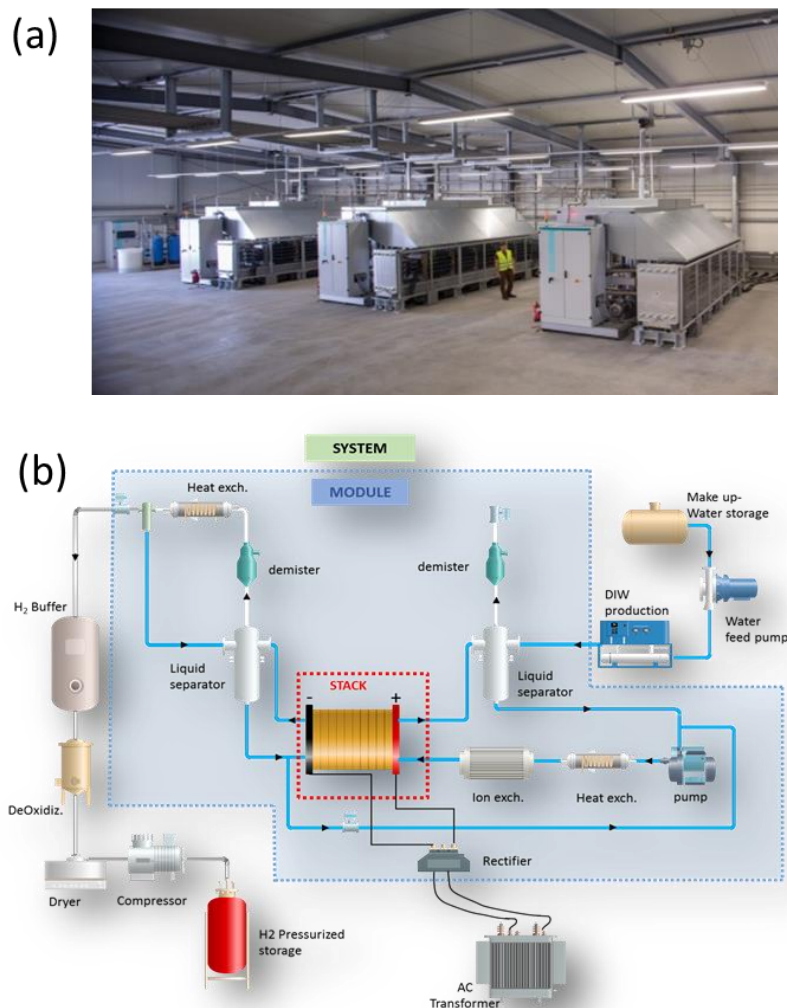 (a)
(b)
SYSTEM
MODULE
Heat exch.
demister
demister
Make up-
Water storage
H₂ Buffer
DIW
production
Water
feed pump
Liquid
separator
STACK
-
+
Liquid
separator
DeOxidiz.
Ion exch.
Heat exch.
pump
Rectifier
Dryer
Compressor
H2 Pressurized
storage
AC
Transformer